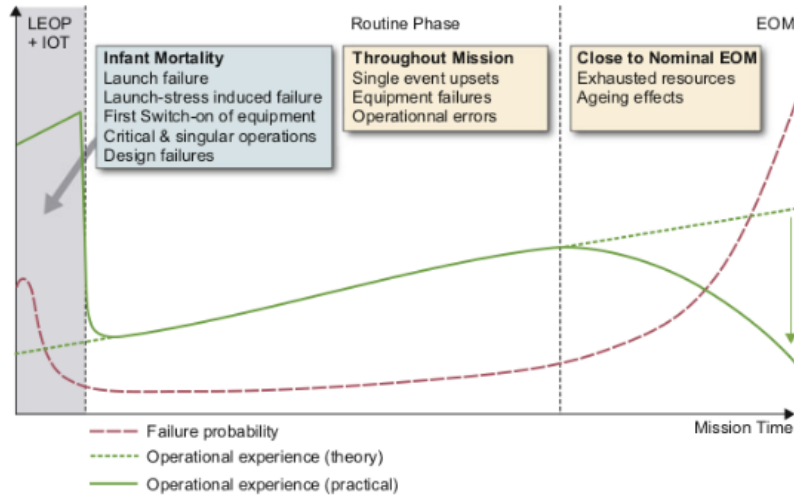 LEOP
+ IOT
Routine Phase
EOM
Infant Mortality
Launch failure
Launch-stress induced failure
First Switch-on of equipment
Critical & singular operations
Design failures
Throughout Mission
Single event upsets
Equipment failures
Operationnal errors
Close to Nominal EOM
Exhausted resources
Ageing effects
Mission Time
Failure probability
Operational experience (theory)
Operational experience (practical)